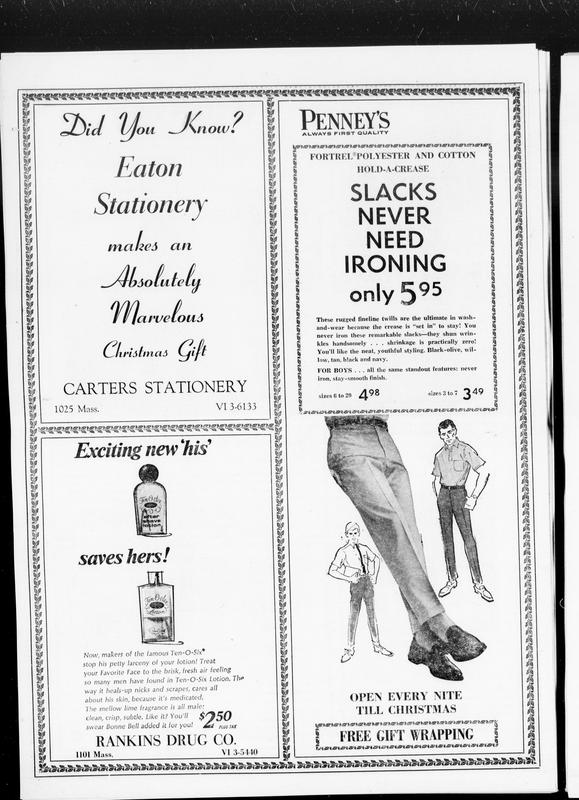 Did You Know?
Eaton
Stationery
makes an
Absolutely
Marvelous
Christmas Gift
CARTERS STATIONERY
1025 Mass. VI 3-6133
Exciting new 'his'
Ten-O-Six
after
shave
lotion
saves hers!
Ten-O-Six
Lotion
Now, makers of the famous Ten-O-Six®
stop his petty larceny of your lotion! Treat
your Favorite Face to the brisk, fresh air feeling
so many men have found in Ten-O-Six Lotion. The
way it heals-up nicks and scrapes, cares all
about his skin, because it's medicated.
The mellow lime fragrance is all male:
clean, crisp, subtle. Like it? You'll
swear Bonne Bell added it for you! $2.50
PLUS TAX
RANKINS DRUG CO.
1101 Mass. VI 3-5440
PENNEY'S
ALWAYS FIRST QUALITY
FORTREL® POLYESTER AND COTTON
HOLD-A-CREASE
SLACKS
NEVER
NEED
IRONING
only 5 95
These rugged fineline twills are the ultimate in wash-
and-wear because the crease is "set in" to stay! You
never iron these remarkable slacks—they shun wrin-
kles handsomely . . . shrinkage is practically zero!
You'll like the neat, youthful styling. Black-olive, wil-
low, tan, black and navy.
FOR BOYS . . . all the same standout features: never
iron, stay-smooth finish.
sizes 6 to 20 4 98 sizes 3 to 7 3 49
OPEN EVERY NITE
TILL CHRISTMAS
FREE GIFT WRAPPING